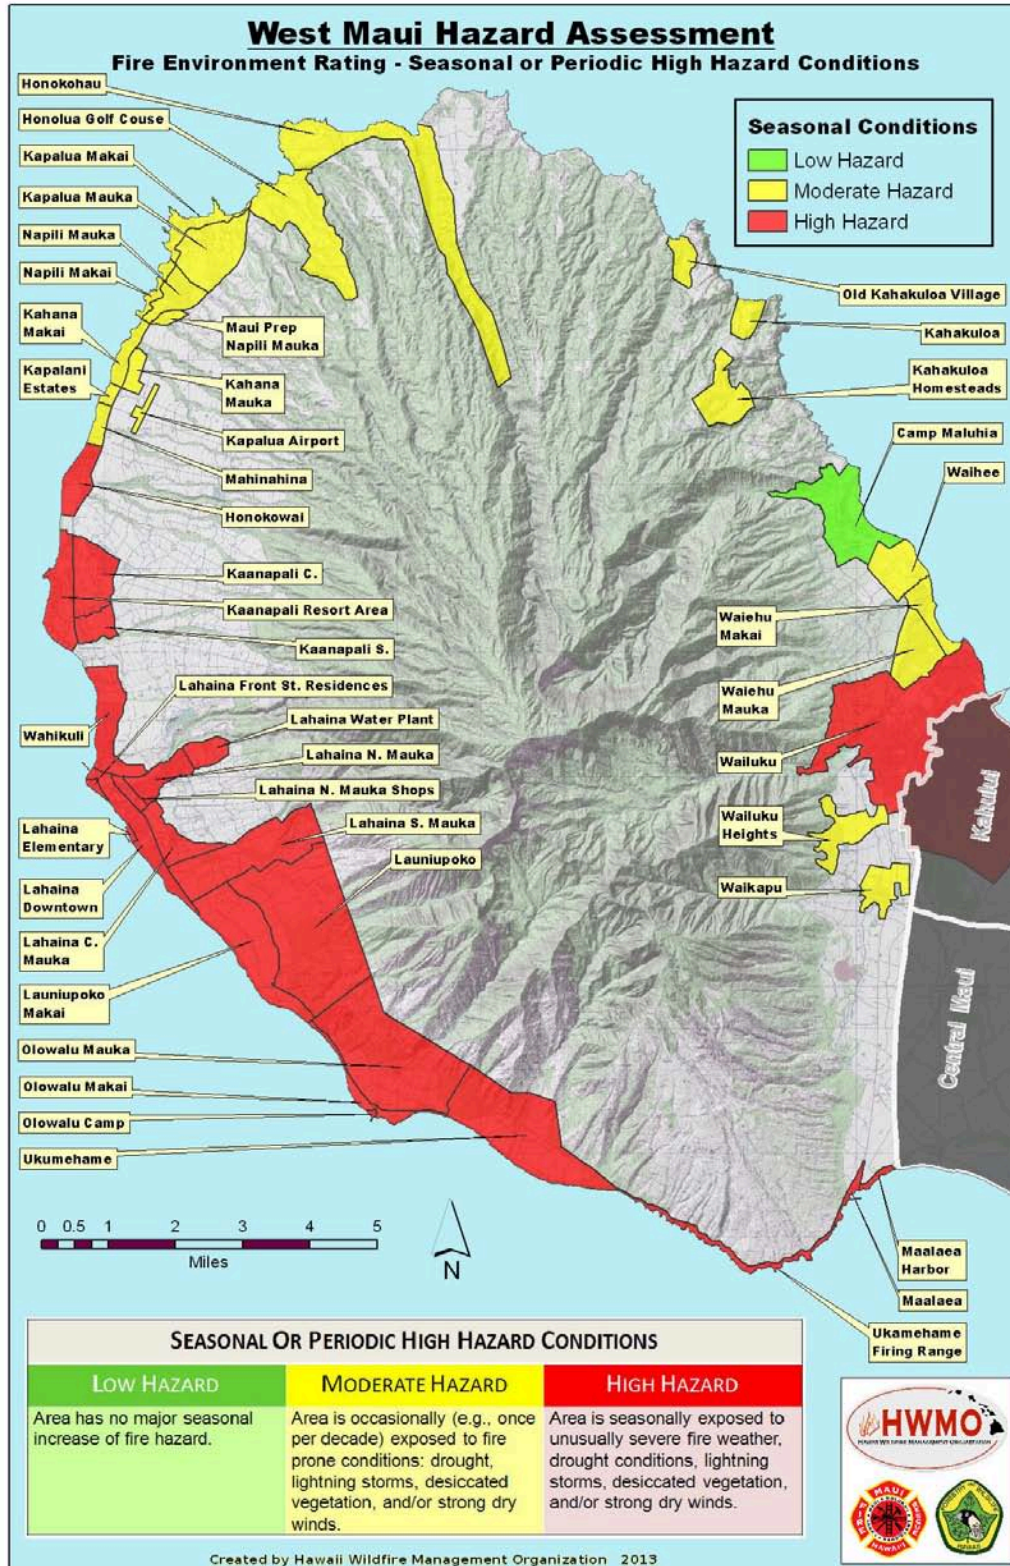 West Maui Hazard Assessment
Fire Environment Rating - Seasonal or Periodic High Hazard Conditions
Seasonal Conditions
Low Hazard
Moderate Hazard
High Hazard
Honokohau
Honolua Golf Couse
Kapalua Makai
Kapalua Mauka
Napili Mauka
Napili Makai
Kahana
Makai
Kapalani
Estates
Maui Prep
Napili Mauka
Kahana
Mauka
Kapalua Airport
Mahinahina
Honokowai
Kaanapali C.
Kaanapali Resort Area
Kaanapali S.
Lahaina Front St. Residences
Lahaina Water Plant
Wahikuli
Lahaina N. Mauka
Lahaina N. Mauka Shops
Lahaina S. Mauka
Launiupoko
Lahaina
Elementary
Lahaina
Downtown
Lahaina C.
Mauka
Launiupoko
Makai
Olowalu Mauka
Olowalu Makai
Olowalu Camp
Ukumehame
Old Kahakuloa Village
Kahakuloa
Kahakuloa
Homesteads
Camp Maluhia
Waihee
Waiehu
Makai
Waiehu
Mauka
Wailuku
Wailuku
Heights
Waikapu
Kahului
Central Maui
Maalaea
Harbor
Maalaea
Ukamehame
Firing Range
0 0.5 1 2 3 4 5
Miles
N
SEASONAL OR PERIODIC HIGH HAZARD CONDITIONS
LOW HAZARD
Area has no major seasonal
increase of fire hazard.
MODERATE HAZARD
Area is occasionally (e.g., once
per decade) exposed to fire
prone conditions: drought,
lightning storms, desiccated
vegetation, and/or strong dry
winds.
HIGH HAZARD
Area is seasonally exposed to
unusually severe fire weather,
drought conditions, lightning
storms, desiccated vegetation,
and/or strong dry winds.
HWMO
HAWAII WILDFIRE MANAGEMENT ORGANIZATION
MAUI
FIRE
HAWAII
Created by Hawaii Wildfire Management Organization 2013